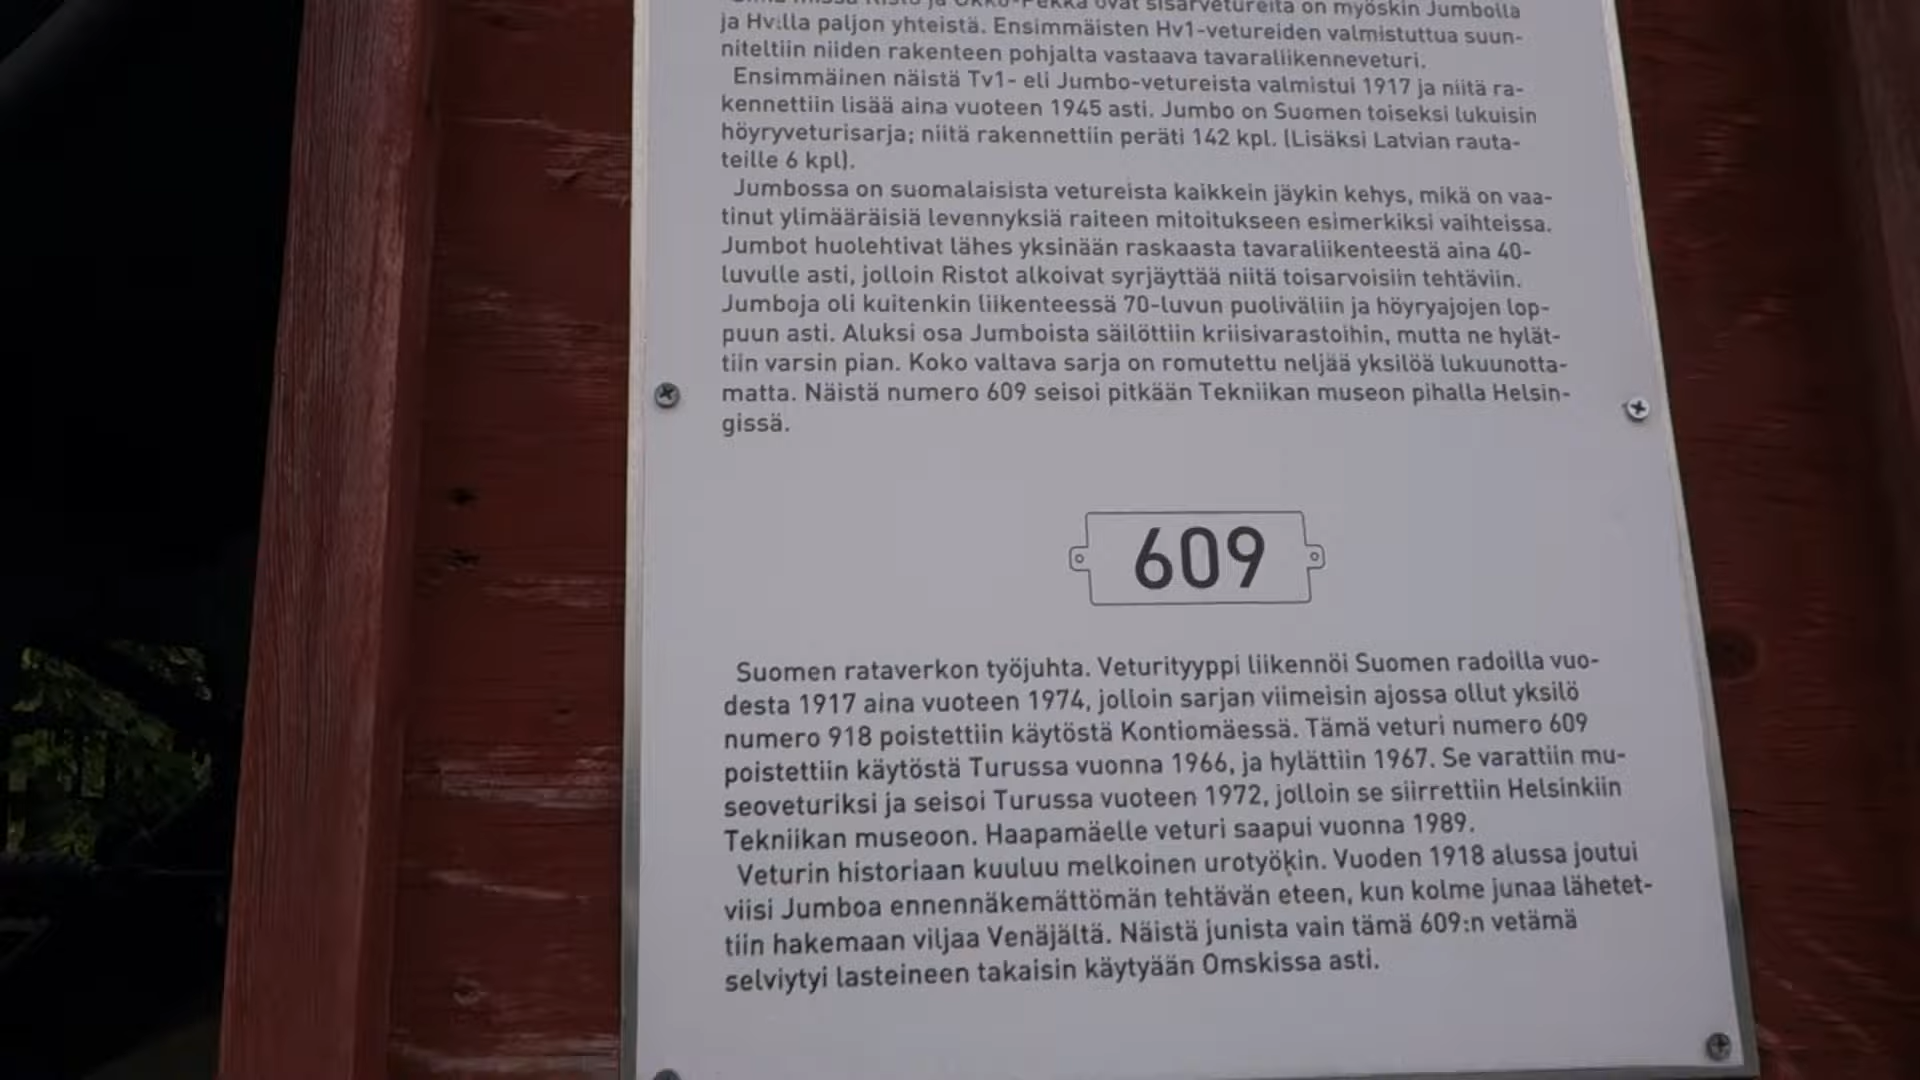 ja Ukko-Pekka ovat sisarvetureita on myöskin Jumbolla
ja Hv:lla paljon yhteistä. Ensimmäisten Hv1-vetureiden valmistuttua suun-
niteltiin niiden rakenteen pohjalta vastaava tavaraliikenneveturi.
Ensimmäinen näistä Tv1- eli Jumbo-vetureista valmistui 1917 ja niitä ra-
kennettiin lisää aina vuoteen 1945 asti. Jumbo on Suomen toiseksi lukuisin
höyryveturisarja; niitä rakennettiin peräti 142 kpl. (Lisäksi Latvian rauta-
teille 6 kpl).
Jumbossa on suomalaisista vetureista kaikkein jäykin kehys, mikä on vaa-
tinut ylimääräisiä levennyksiä raiteen mitoitukseen esimerkiksi vaihteissa.
Jumbot huolehtivat lähes yksinään raskaasta tavaraliikenteestä aina 40-
luvulle asti, jolloin Ristot alkoivat syrjäyttää niitä toisarvoisiin tehtäviin.
Jumboja oli kuitenkin liikenteessä 70-luvun puoliväliin ja höyryajojen lop-
puun asti. Aluksi osa Jumboista säilöttiin kriisivarastoihin, mutta ne hylät-
tiin varsin pian. Koko valtava sarja on romutettu neljää yksilöä lukuunotta-
matta. Näistä numero 609 seisoi pitkään Tekniikan museon pihalla Helsin-
gissä.
609
Suomen rataverkon työjuhta. Veturityyppi liikennöi Suomen radoilla vuo-
desta 1917 aina vuoteen 1974, jolloin sarjan viimeisin ajossa ollut yksilö
numero 918 poistettiin käytöstä Kontiomäessä. Tämä veturi numero 609
poistettiin käytöstä Turussa vuonna 1966, ja hylättiin 1967. Se varattiin mu-
seoveturiksi ja seisoi Turussa vuoteen 1972, jolloin se siirrettiin Helsinkiin
Tekniikan museoon. Haapamäelle veturi saapui vuonna 1989.
Veturin historiaan kuuluu melkoinen urotyökin. Vuoden 1918 alussa joutui
viisi Jumboa ennennäkemättömän tehtävän eteen, kun kolme junaa lähetet-
tiin hakemaan viljaa Venäjältä. Näistä junista vain tämä 609:n vetämä
selviytyi lasteineen takaisin käytyään Omskissa asti.